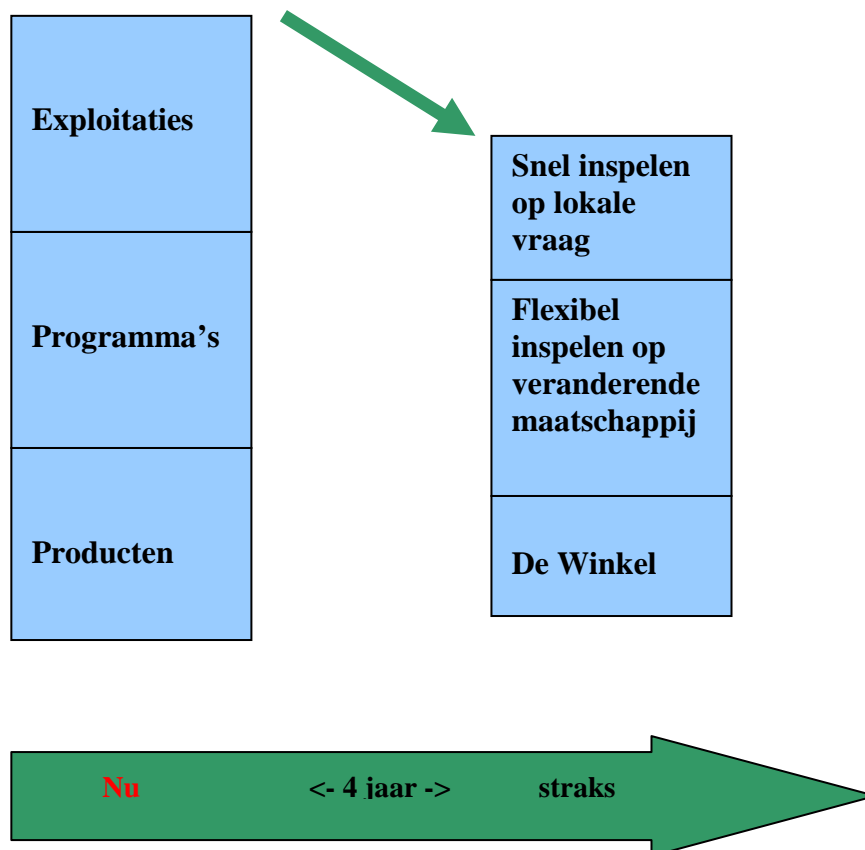 Exploitaties
Programma’s
Producten
Snel inspelen
op lokale
vraag
Flexibel
inspelen op
veranderende
maatschappij
De Winkel
Nu <- 4 jaar -> straks